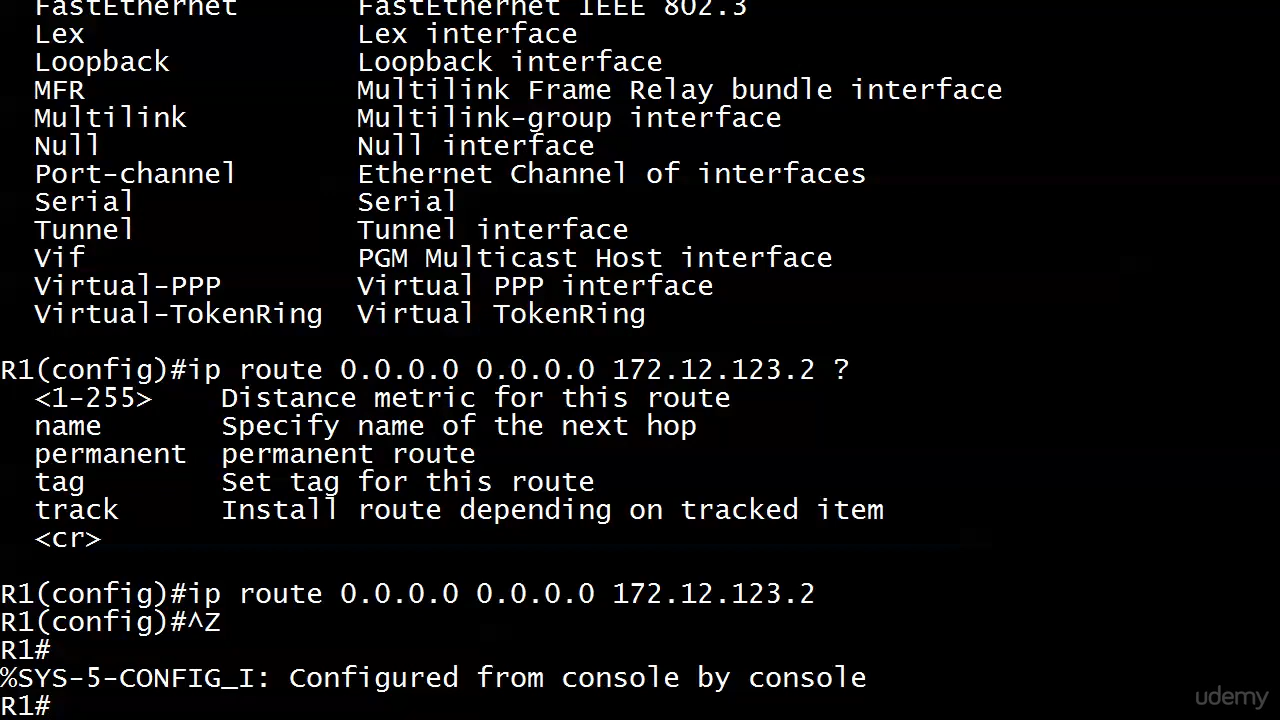 FastEthernet FastEthernet IEEE 802.3
Lex Lex interface
Loopback Loopback interface
MFR Multilink Frame Relay bundle interface
Multilink Multilink-group interface
Null Null interface
Port-channel Ethernet Channel of interfaces
Serial Serial
Tunnel Tunnel interface
Vif PGM Multicast Host interface
Virtual-PPP Virtual PPP interface
Virtual-TokenRing Virtual TokenRing
R1(config)#ip route 0.0.0.0 0.0.0.0 172.12.123.2 ?
<1-255> Distance metric for this route
name Specify name of the next hop
permanent permanent route
tag Set tag for this route
track Install route depending on tracked item
<cr>
R1(config)#ip route 0.0.0.0 0.0.0.0 172.12.123.2
R1(config)#^Z
R1#
%SYS-5-CONFIG_I: Configured from console by console
R1#
udemy